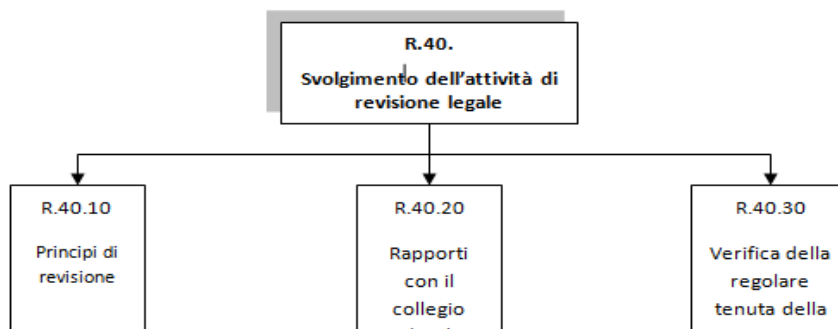 R.40.
Svolgimento dell'attività di
revisione legale
R.40.10
Principi di
revisione
R.40.20
Rapporti
con il
collegio
R.40.30
Verifica della
regolare
tenuta della